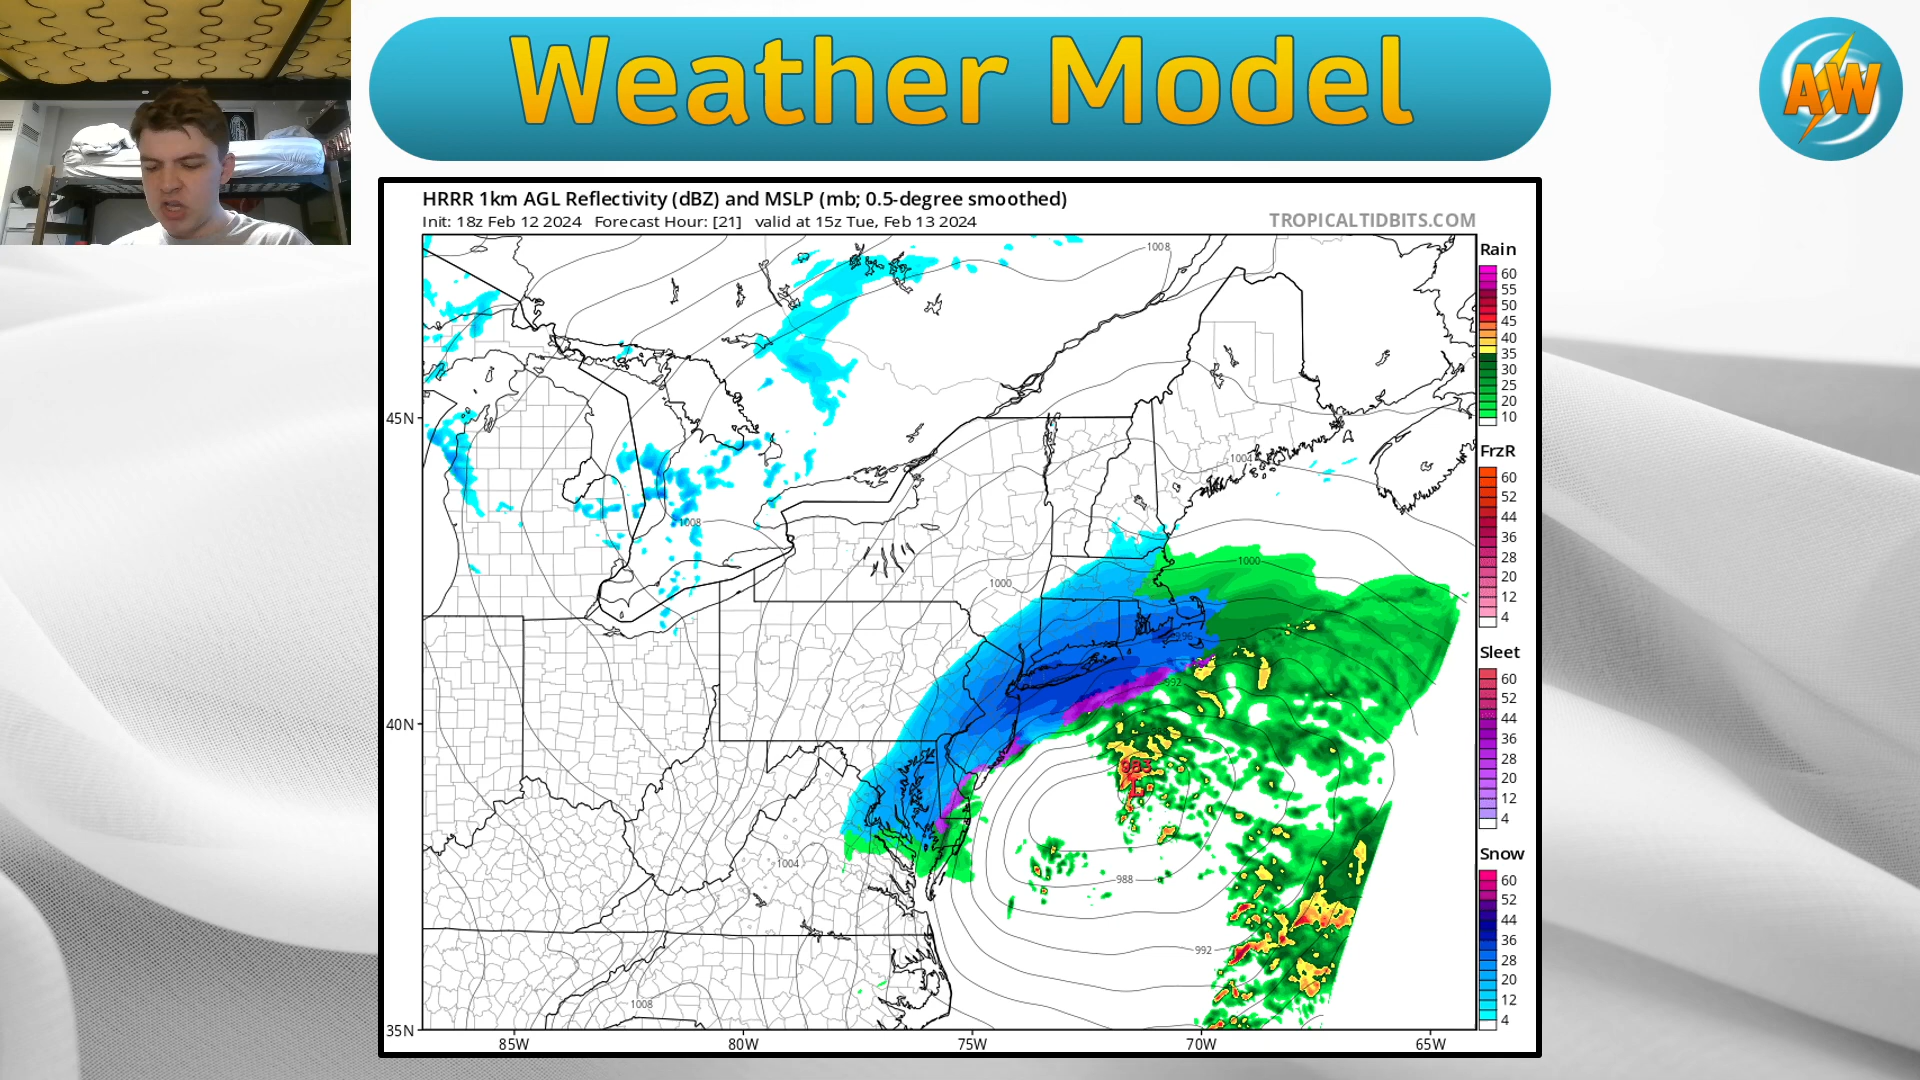 Weather Model
AW
HRRR 1km AGL Reflectivity (dBZ) and MSLP (mb; 0.5-degree smoothed)
Init: 18z Feb 12 2024 Forecast Hour: [21] valid at 15z Tue, Feb 13 2024
TROPICALTIDBITS.COM
Rain
60
55
50
45
40
35
30
25
20
10
FrzR
60
52
44
36
28
20
12
4
Sleet
60
52
44
36
28
20
12
4
Snow
60
52
44
36
28
20
12
4
1008
1004
1008
1000
1000
996
992
983
L
1004
988
992
1008
45N
40N
35N
85W
80W
75W
70W
65W